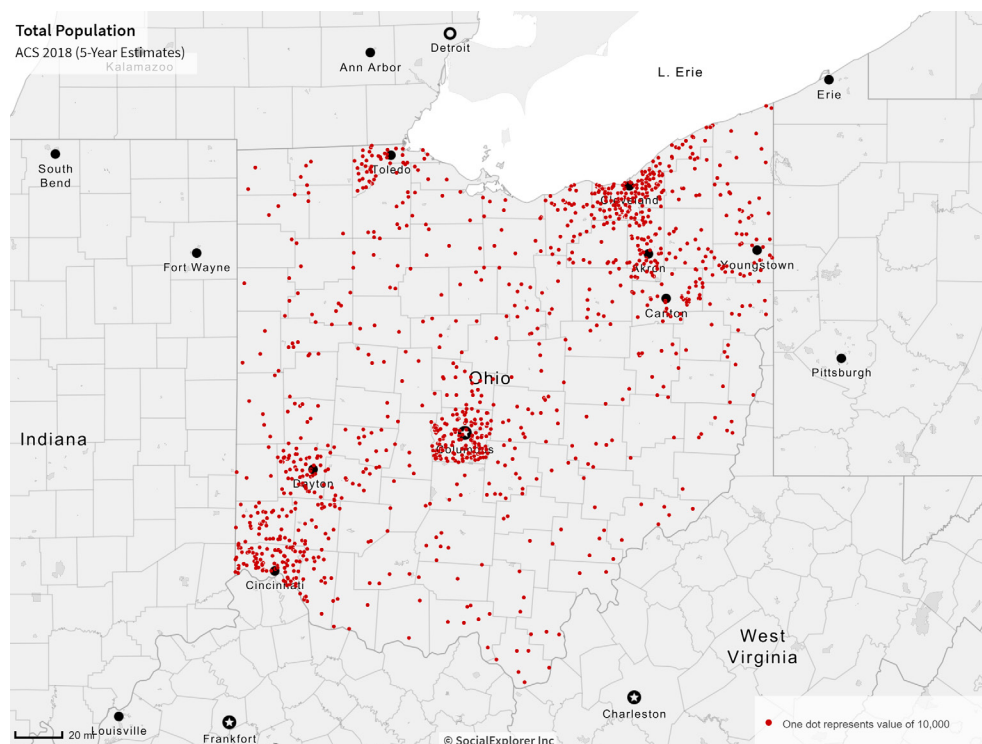 Total Population
ACS 2018 (5-Year Estimates)
Kalamazoo
Detroit
Ann Arbor
L. Erie
Erie
South
Bend
Toledo
Cleveland
Fort Wayne
Akron
Youngstown
Canton
Pittsburgh
Ohio
Indiana
Columbus
Dayton
Cincinnati
West
Virginia
Charleston
Louisville
Frankfort
20 mi
One dot represents value of 10,000
© SocialExplorer Inc